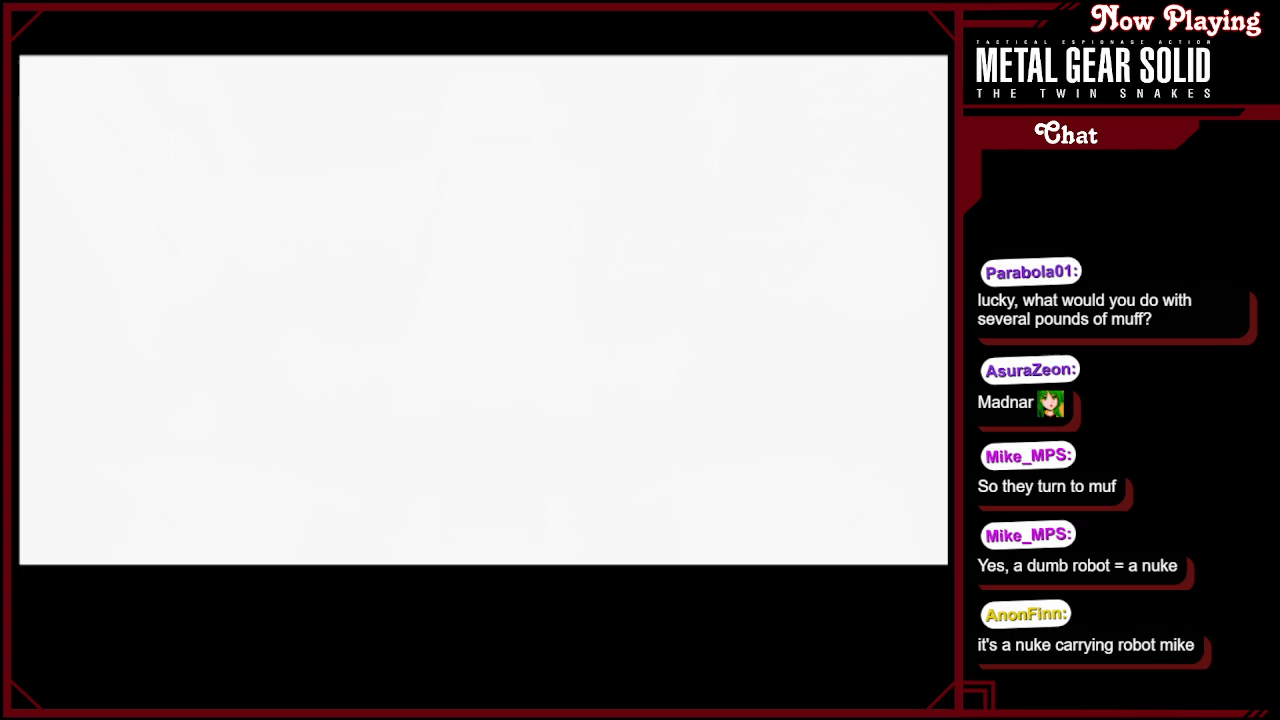 Now Playing
TACTICAL ESPIONAGE ACTION
METAL GEAR SOLID
THE TWIN SNAKES
Chat
Parabola01:
lucky, what would you do with
several pounds of muff?
AsuraZeon:
Madnar
Mike_MPS:
So they turn to muf
Mike_MPS:
Yes, a dumb robot = a nuke
AnonFinn:
it's a nuke carrying robot mike